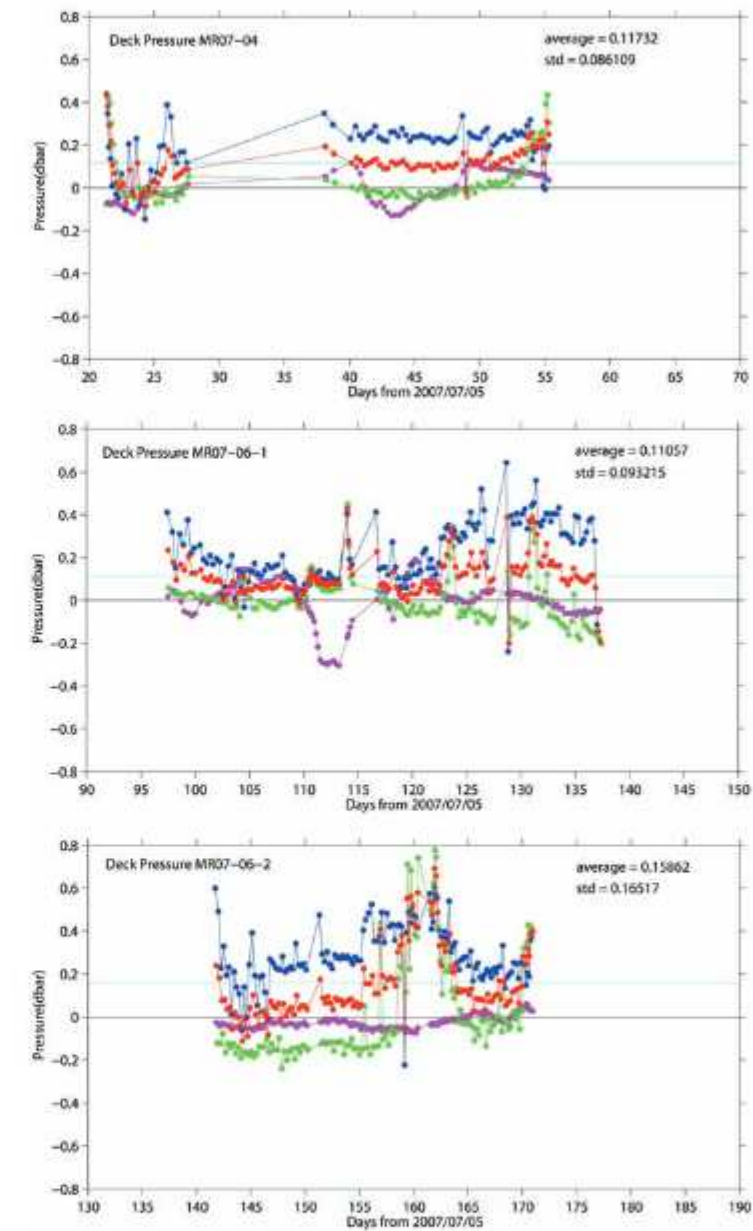 Deck Pressure MR07-04
average = 0.11732
std = 0.086109
Pressure(dbar)
0.8
0.6
0.4
0.2
0
-0.2
-0.4
-0.6
-0.8
20 25 30 35 40 45 50 55 60 65 70
Days from 2007/07/05
Deck Pressure MR07-06-1
average = 0.11057
std = 0.093215
Pressure(dbar)
0.8
0.6
0.4
0.2
0
-0.2
-0.4
-0.6
-0.8
90 95 100 105 110 115 120 125 130 135 140 145 150
Days from 2007/07/05
Deck Pressure MR07-06-2
average = 0.15862
std = 0.16517
Pressure(dbar)
0.8
0.6
0.4
0.2
0
-0.2
-0.4
-0.6
-0.8
130 135 140 145 150 155 160 165 170 175 180 185 190
Days from 2007/07/05